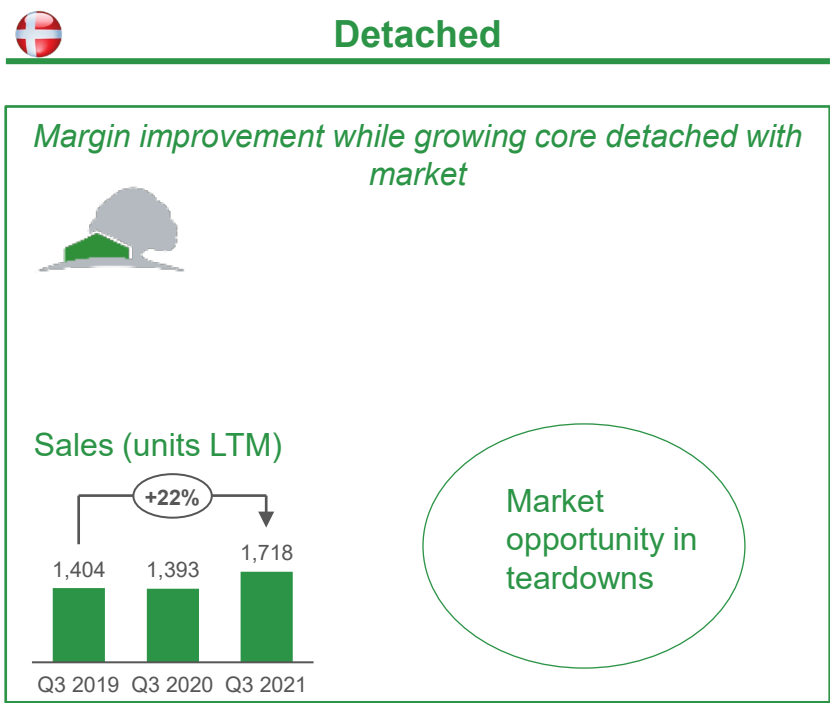 Detached
Margin improvement while growing core detached with
market
Sales (units LTM)
+22%
1,404
1,393
1,718
Q3 2019
Q3 2020
Q3 2021
Market
opportunity in
teardowns